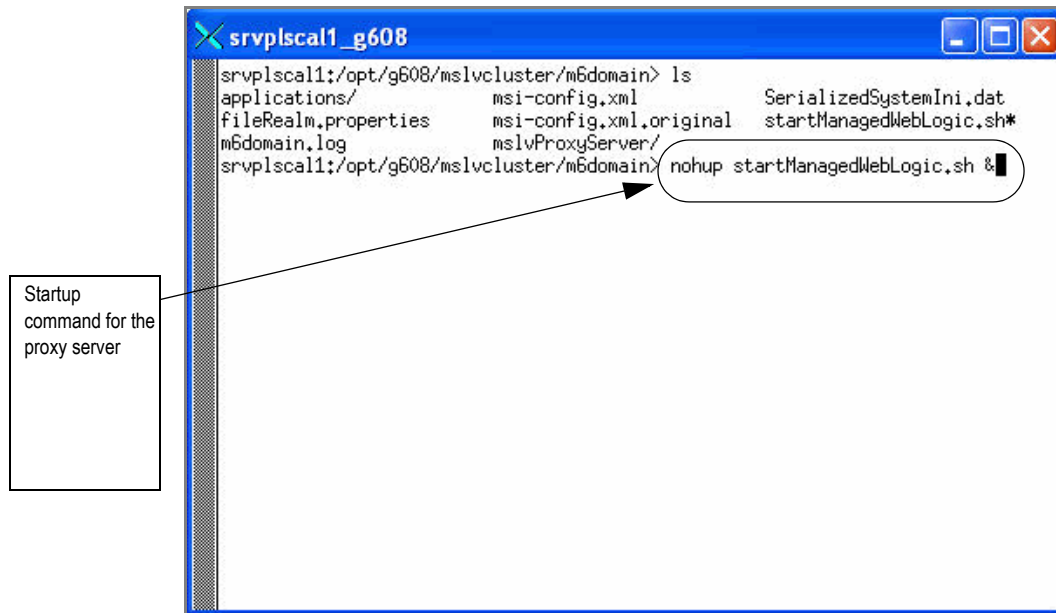 srvplscal1_g608
srvplscal1:/opt/g608/mslvcluster/m6domain> ls
applications/ msi-config.xml SerializedSystemIni.dat
fileRealm.properties msi-config.xml.original startManagedWebLogic.sh*
m6domain.log mslvProxyServer/
srvplscal1:/opt/g608/mslvcluster/m6domain> nohup startManagedWebLogic.sh &
Startup
command for the
proxy server